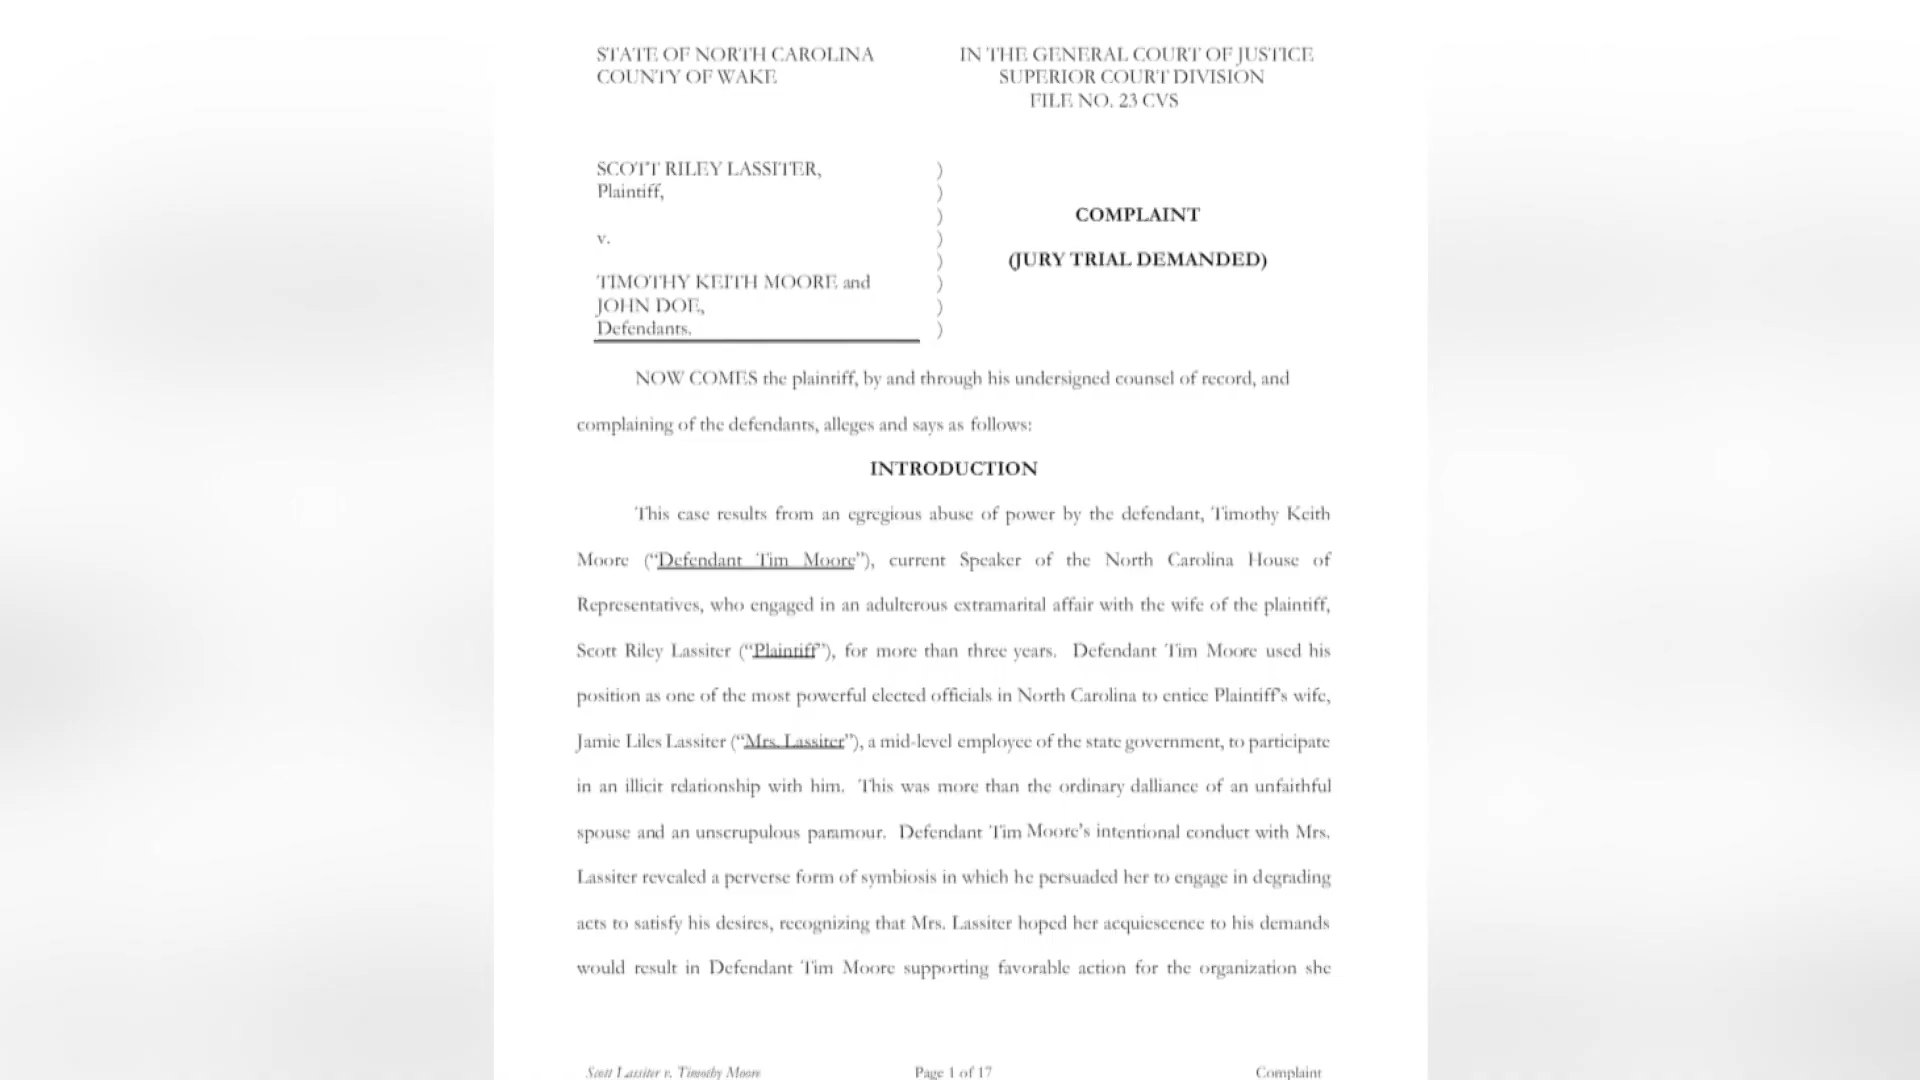 STATE OF NORTH CAROLINA
COUNTY OF WAKE
IN THE GENERAL COURT OF JUSTICE
SUPERIOR COURT DIVISION
FILE NO. 23 CVS
SCOTT RILEY LASSITER, )
Plaintiff, )
)
v. )
)
TIMOTHY KEITH MOORE and )
JOHN DOE, )
Defendants. )
COMPLAINT
(JURY TRIAL DEMANDED)
NOW COMES the plaintiff, by and through his undersigned counsel of record, and
complaining of the defendants, alleges and says as follows:
INTRODUCTION
This case results from an egregious abuse of power by the defendant, Timothy Keith
Moore (“Defendant Tim Moore”), current Speaker of the North Carolina House of
Representatives, who engaged in an adulterous extramarital affair with the wife of the plaintiff,
Scott Riley Lassiter (“Plaintiff”), for more than three years. Defendant Tim Moore used his
position as one of the most powerful elected officials in North Carolina to entice Plaintiff’s wife,
Jamie Liles Lassiter (“Mrs. Lassiter”), a mid-level employee of the state government, to participate
in an illicit relationship with him. This was more than the ordinary dalliance of an unfaithful
spouse and an unscrupulous paramour. Defendant Tim Moore’s intentional conduct with Mrs.
Lassiter revealed a perverse form of symbiosis in which he persuaded her to engage in degrading
acts to satisfy his desires, recognizing that Mrs. Lassiter hoped her acquiescence to his demands
would result in Defendant Tim Moore supporting favorable action for the organization she
Scott Lassiter v. Timothy Moore Page 1 of 17 Complaint